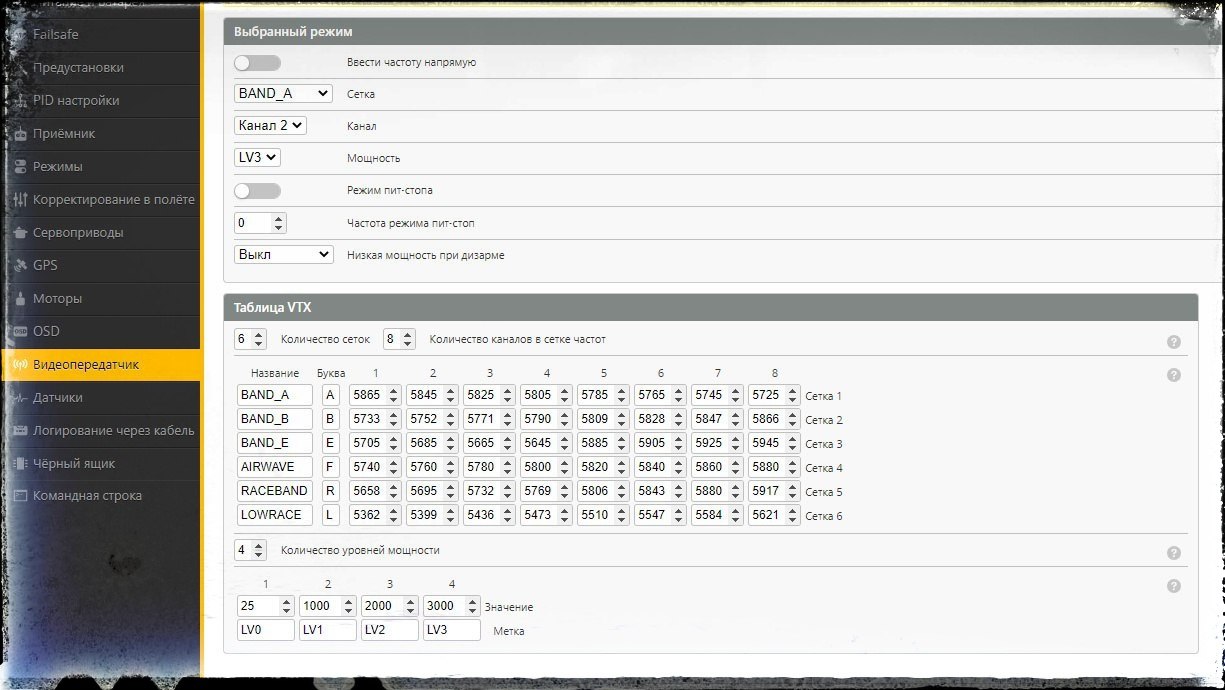 Failsafe
Предустановки
PID настройки
Приёмник
Режимы
Корректирование в полёте
Сервоприводы
GPS
Моторы
OSD
Видеопередатчик
Датчики
Логирование через кабель
Чёрный ящик
Командная строка
Выбранный режим
Ввести частоту напрямую
BAND_A Сетка
Канал 2 Канал
LV3 Мощность
Режим пит-стопа
0 Частота режима пит-стоп
Выкл Низкая мощность при дизарме
Таблица VTX
6 Количество сеток 8 Количество каналов в сетке частот
Название Буква 1 2 3 4 5 6 7 8
BAND_A A 5865 5845 5825 5805 5785 5765 5745 5725 Сетка 1
BAND_B B 5733 5752 5771 5790 5809 5828 5847 5866 Сетка 2
BAND_E E 5705 5685 5665 5645 5885 5905 5925 5945 Сетка 3
AIRWAVE F 5740 5760 5780 5800 5820 5840 5860 5880 Сетка 4
RACEBAND R 5658 5695 5732 5769 5806 5843 5880 5917 Сетка 5
LOWRACE L 5362 5399 5436 5473 5510 5547 5584 5621 Сетка 6
4 Количество уровней мощности
1 2 3 4
25 1000 2000 3000 Значение
LV0 LV1 LV2 LV3 Метка